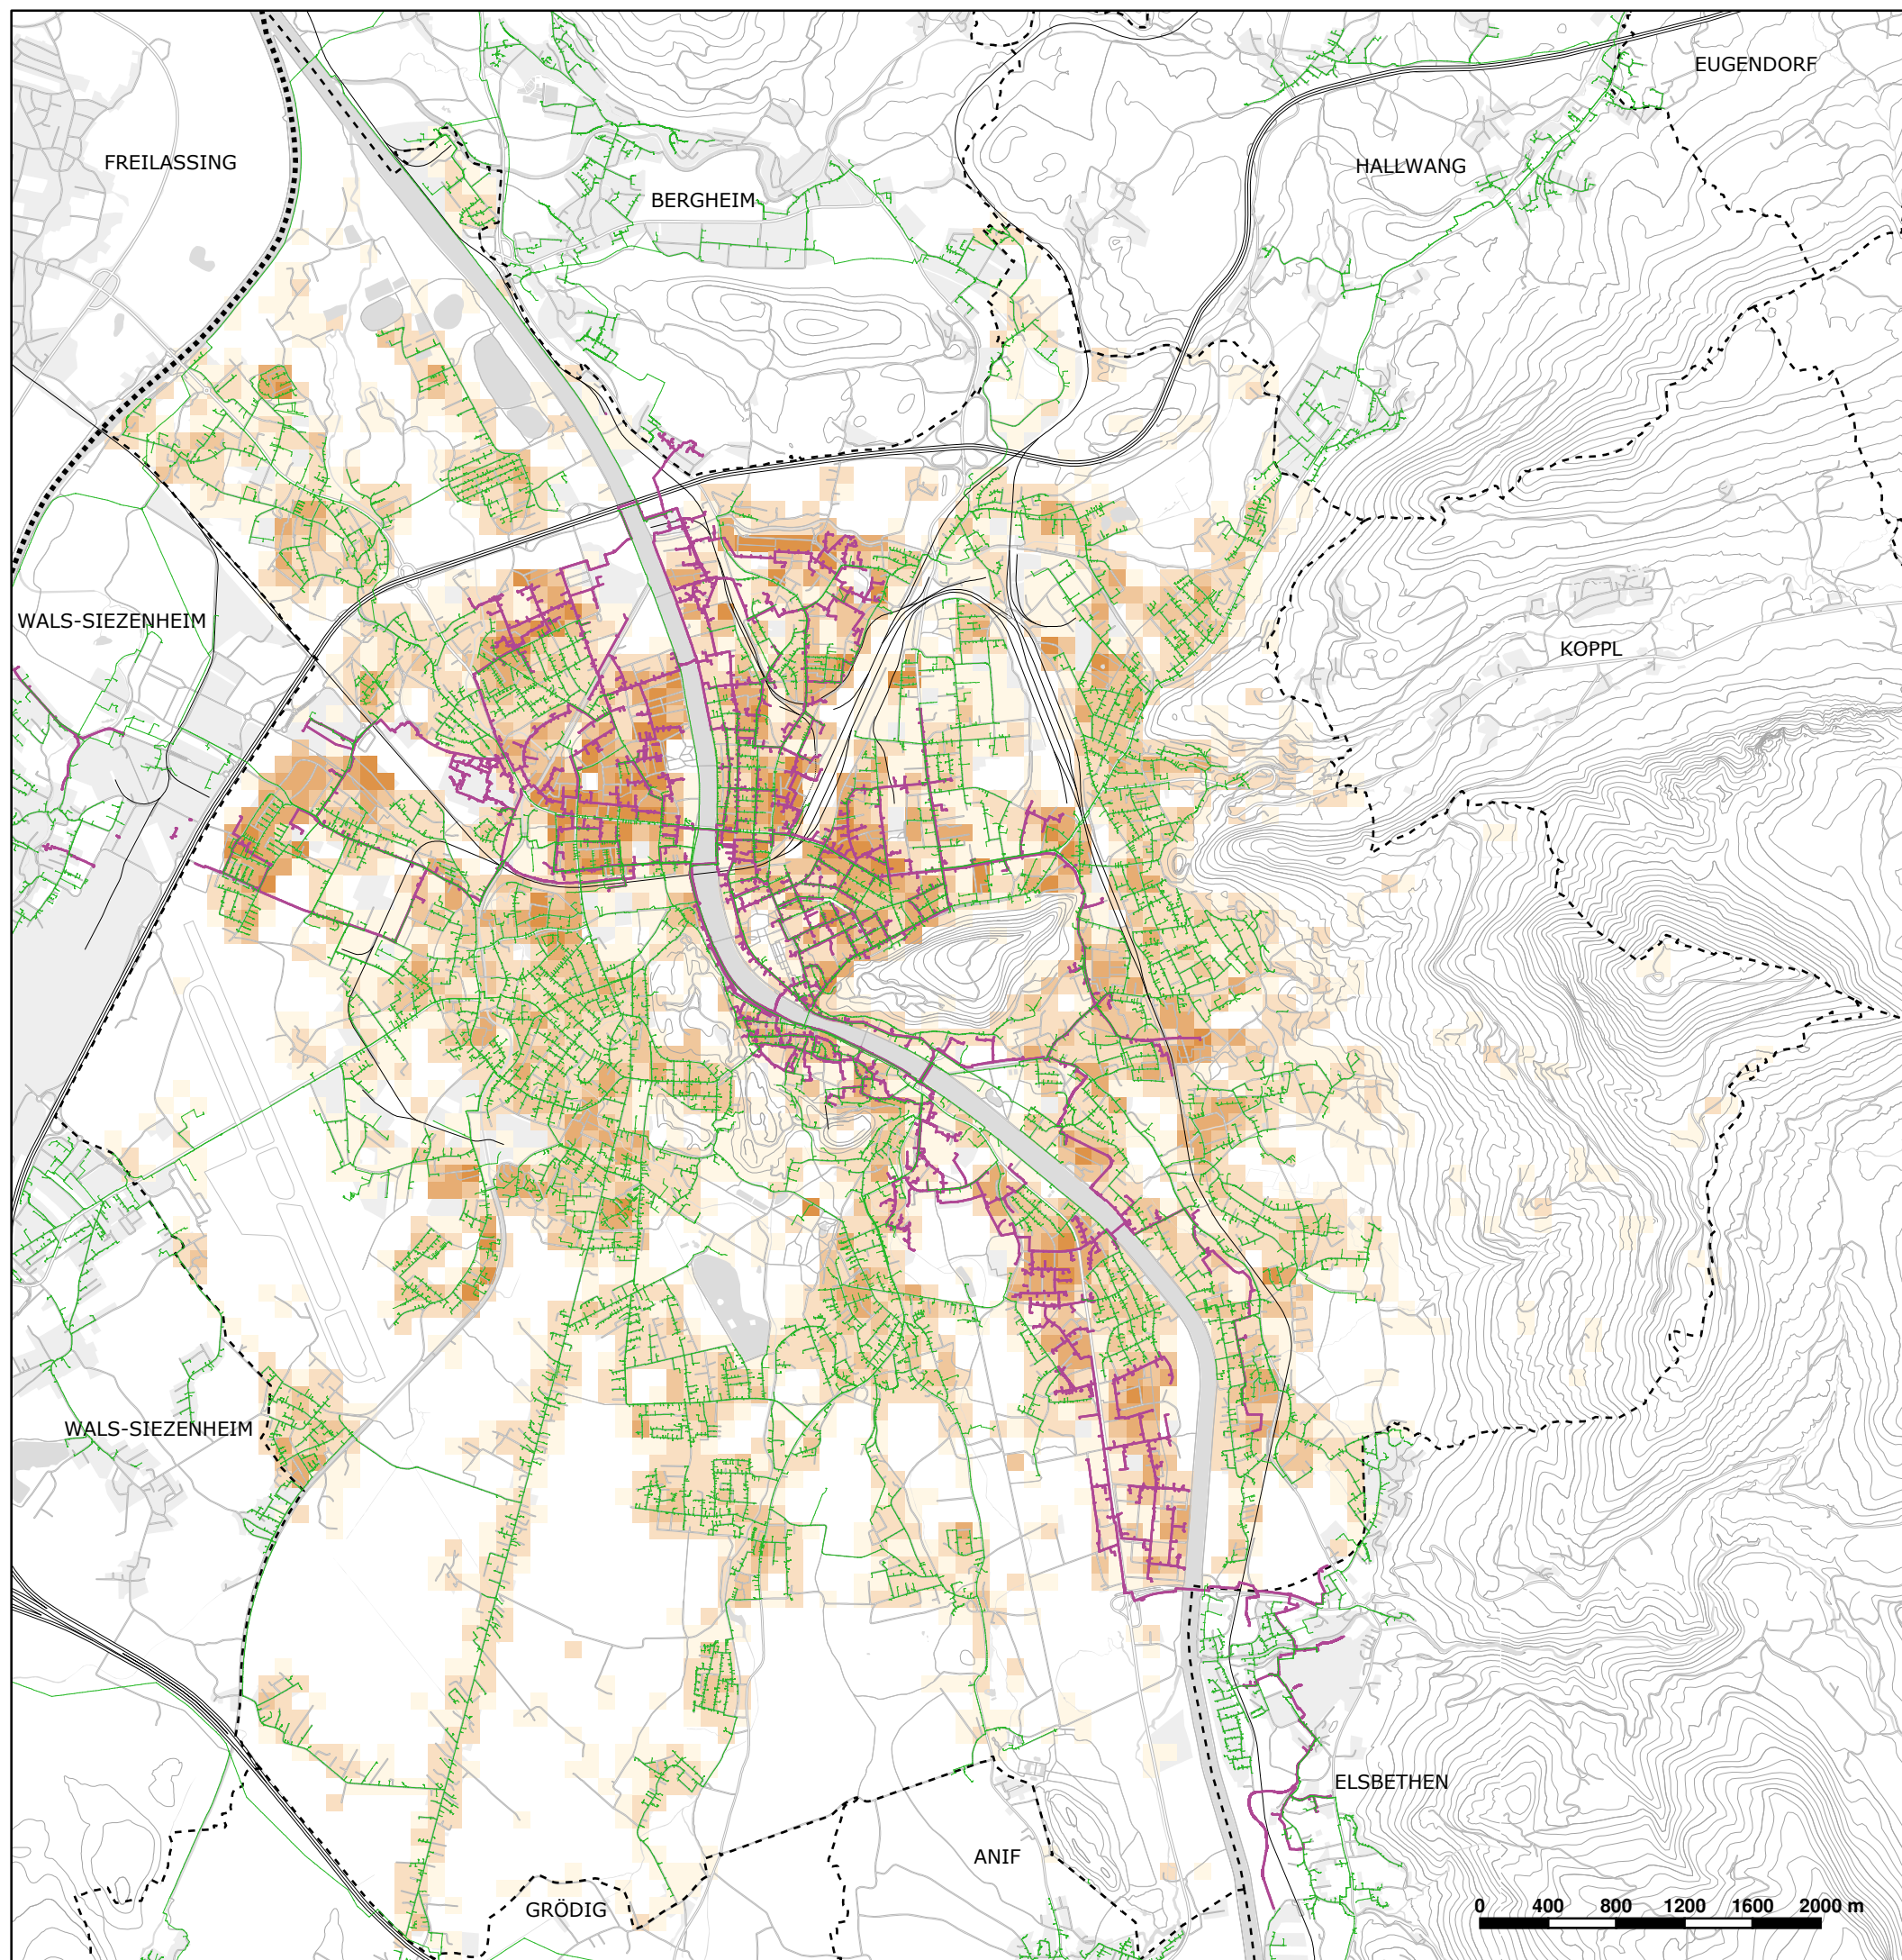 EUGENDORF
FREILASSING
HALLWANG
BERGHEIM
WALS-SIEZENHEIM
KOPPL
WALS-SIEZENHEIM
ELSBETHEN
ANIF
GRÖDIG
0 400 800 1200 1600 2000 m